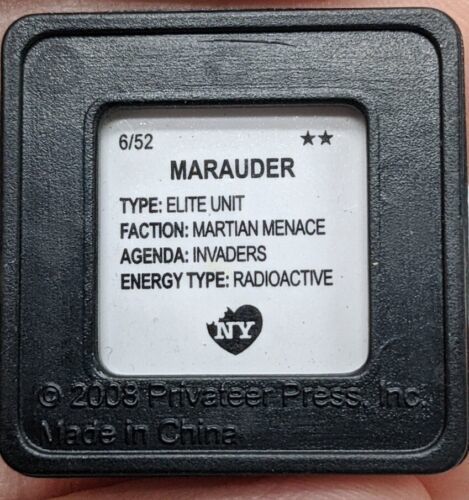 6/52 ★★
MARAUDER
TYPE: ELITE UNIT
FACTION: MARTIAN MENACE
AGENDA: INVADERS
ENERGY TYPE: RADIOACTIVE
NY
© 2008 Privateer Press, Inc.
Made in China